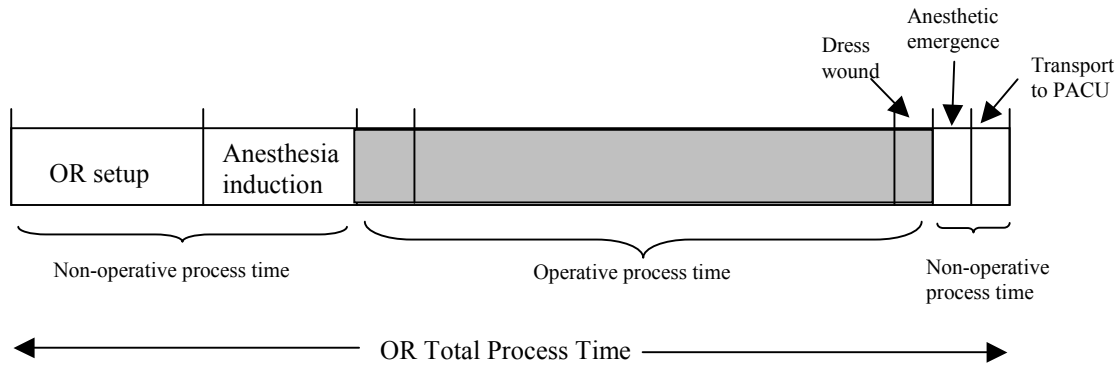 Dress
wound
Anesthetic
emergence
Transport
to PACU
OR setup
Anesthesia
induction
Non-operative process time
Operative process time
Non-operative
process time
OR Total Process Time